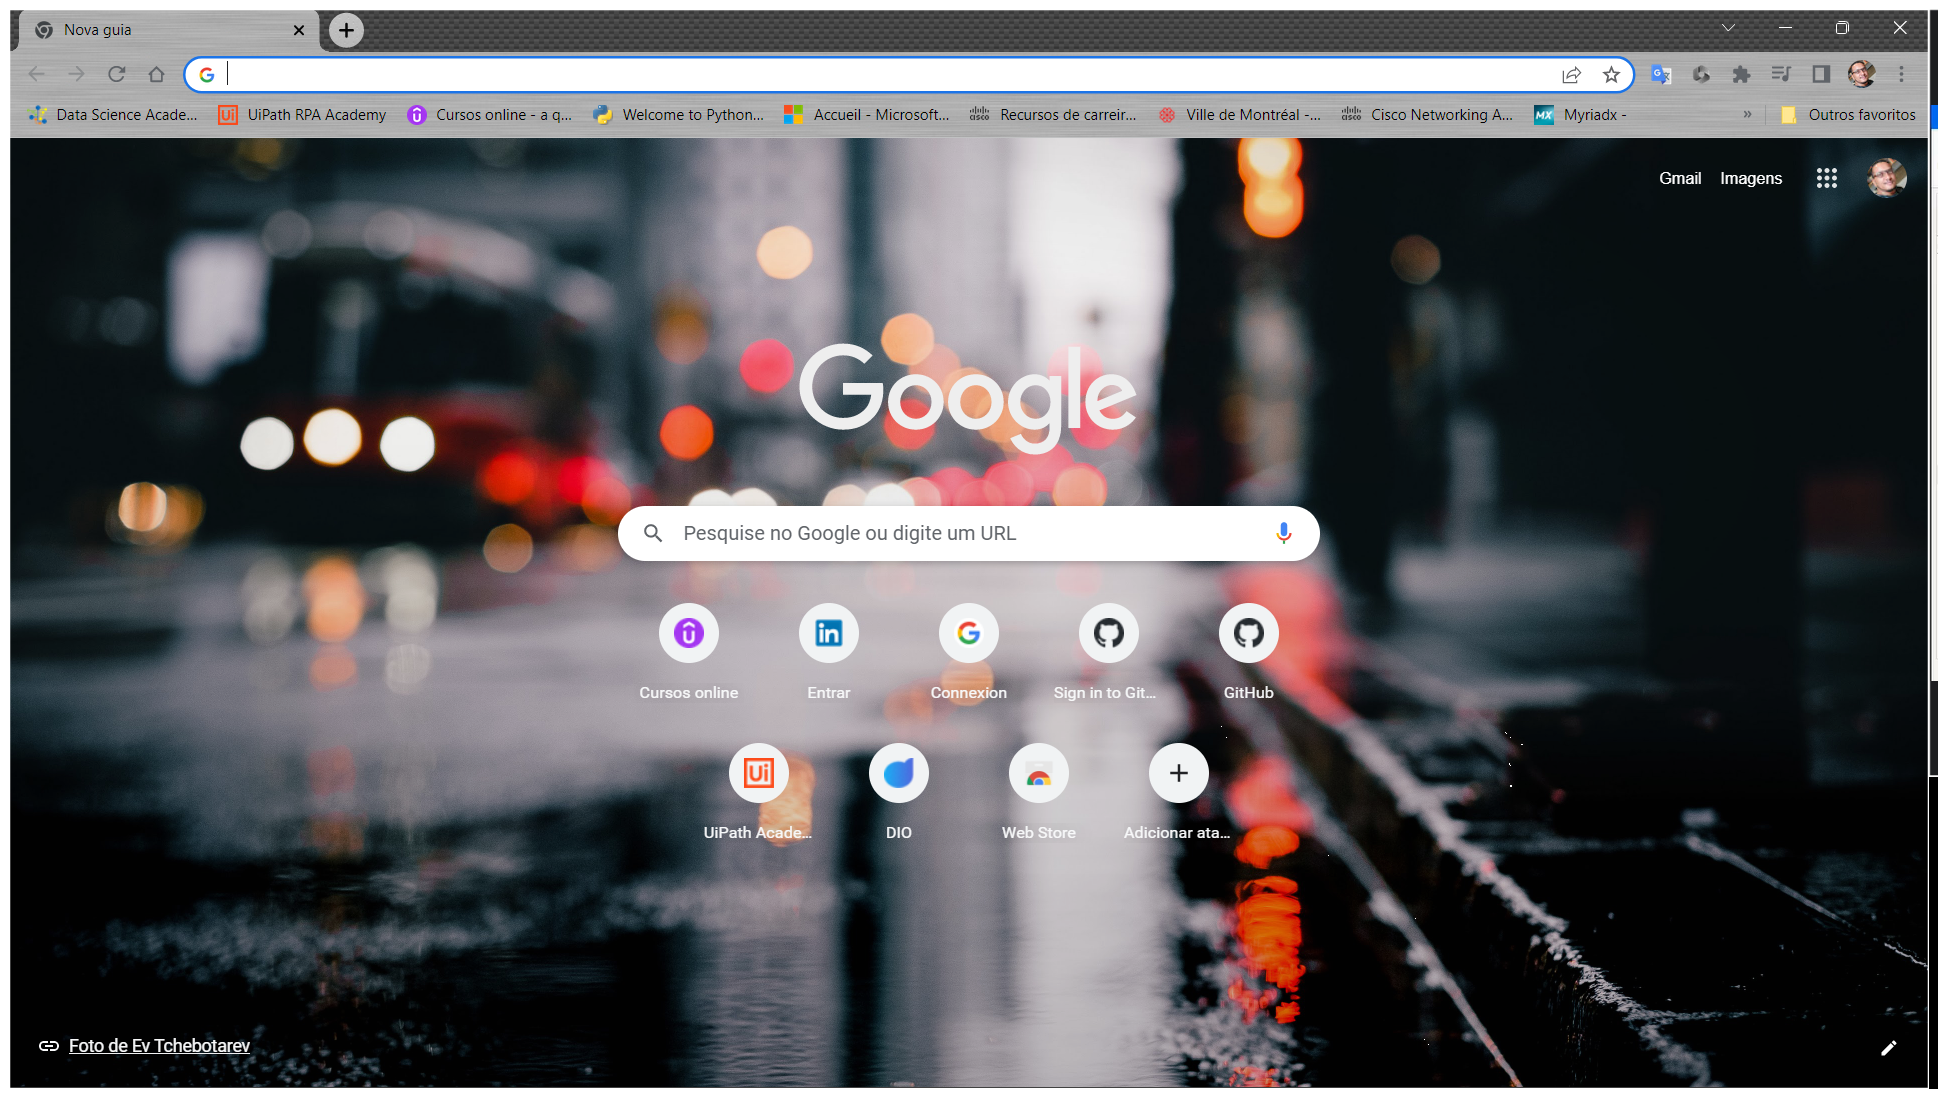 Nova guia
Data Science Acade... UiPath RPA Academy Cursos online - a q... Welcome to Python... Accueil - Microsoft... Recursos de carreir... Ville de Montréal -... Cisco Networking A... Myriadx - » Outros favoritos
Gmail Imagens
Google
Pesquise no Google ou digite um URL
Cursos online Entrar Connexion Sign in to Git... GitHub
UiPath Acade... DIO Web Store Adicionar ata...
Foto de Ev Tchebotarev